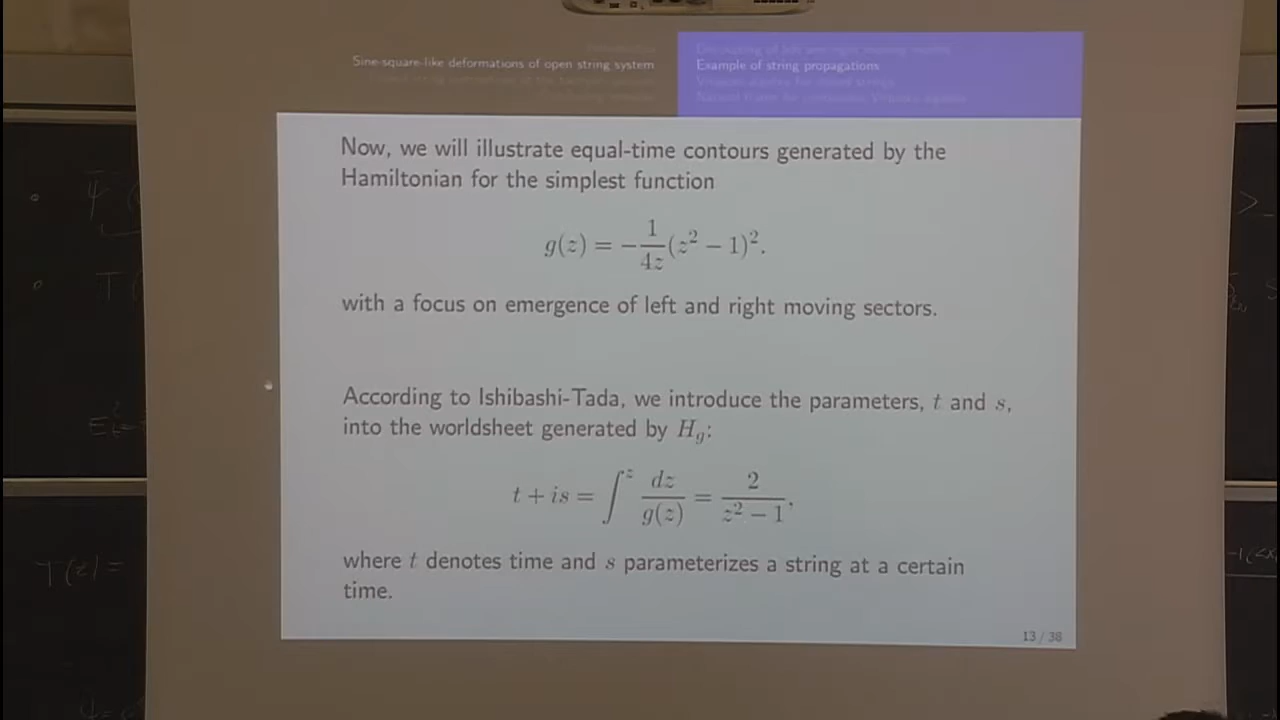 Sine-square-like deformations of open string system
Example of string propagations
Now, we will illustrate equal-time contours generated by the
Hamiltonian for the simplest function
g(z) = −\frac{1}{4z}(z² − 1)².
with a focus on emergence of left and right moving sectors.
According to Ishibashi-Tada, we introduce the parameters, t and s,
into the worldsheet generated by H_g:
t + is = ∫^z \frac{dz}{g(z)} = \frac{2}{z² − 1},
where t denotes time and s parameterizes a string at a certain
time.
13 / 38
T(z) =